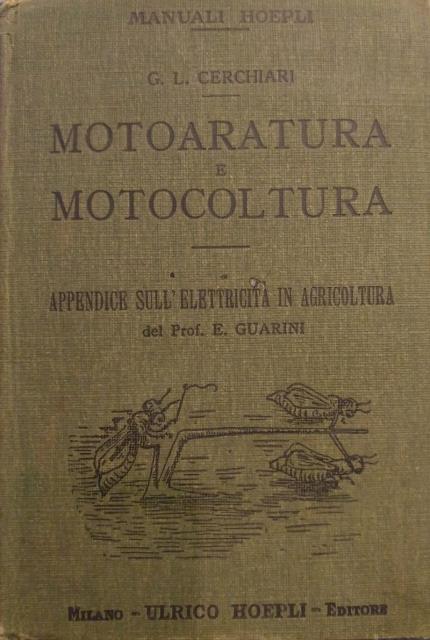 MANUALI HOEPLI
G. L. CERCHIARI
MOTOARATURA
E
MOTOCOLTURA
APPENDICE SULL'ELETTRICITÀ IN AGRICOLTURA
del Prof. E. GUARINI
MILANO - ULRICO HOEPLI - EDITORE